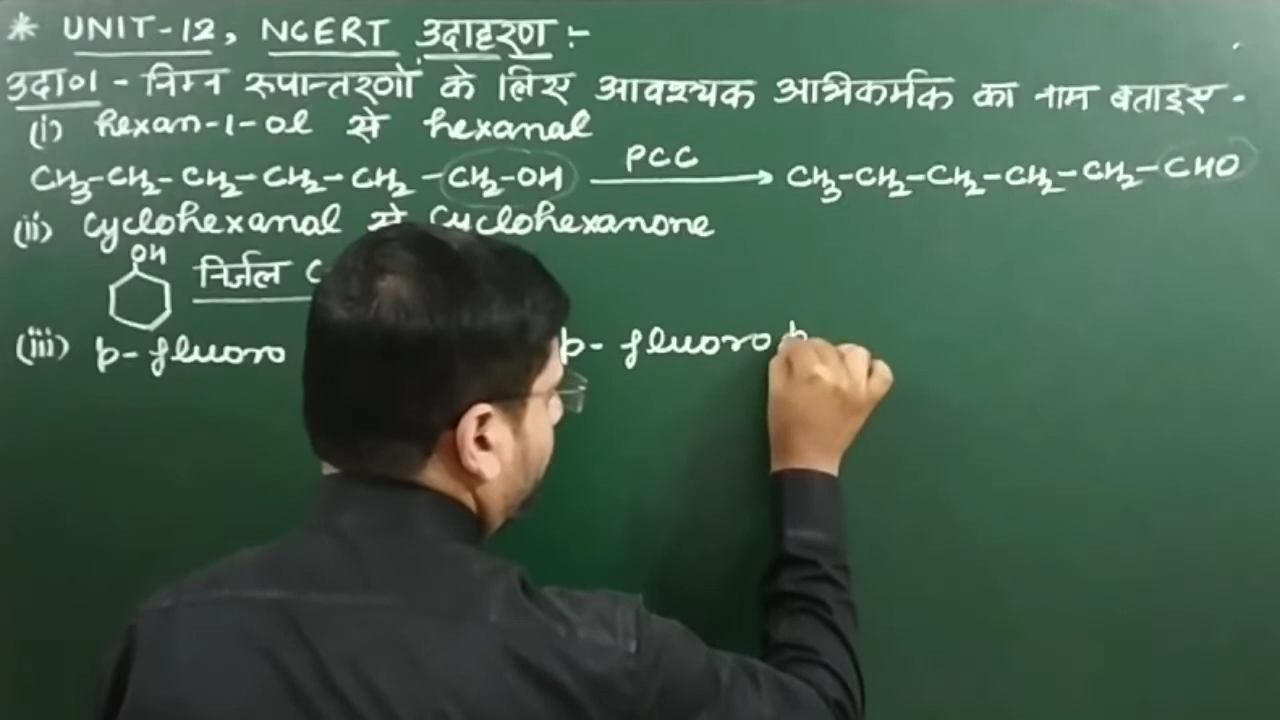 * UNIT-12, NCERT उदाहरण :-
उदा०1 - निम्न रूपान्तरणों के लिए आवश्यक अभिकर्मक का नाम बताइए -
(i) hexan-1-ol से hexanal
CH3-CH2-CH2-CH2-CH2-CH2-OH PCC → CH3-CH2-CH2-CH2-CH2-CHO
(ii) Cyclohexanal से Cyclohexanone
OH निर्जल C
(iii) p-fluoro p-fluoro